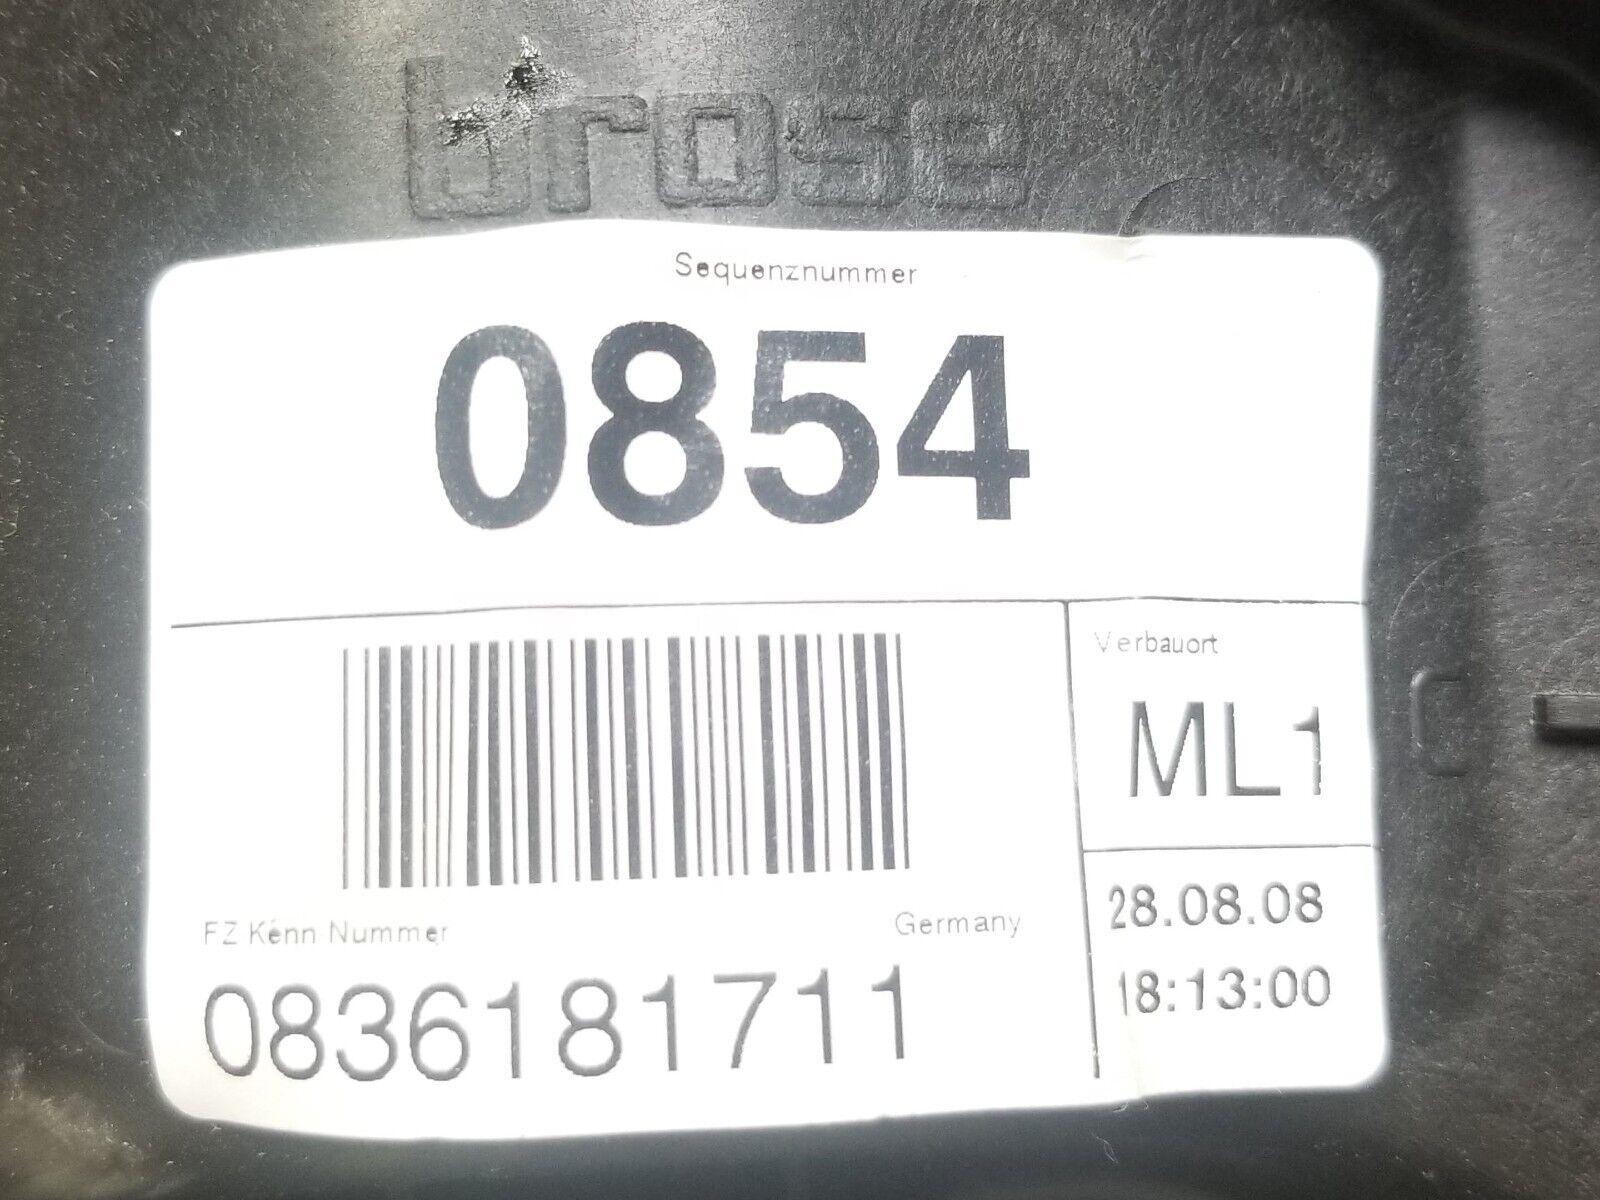 brose
Sequenznummer
0854
Verbauort
ML1
FZ Kenn Nummer
Germany
0836181711
28.08.08
18:13:00